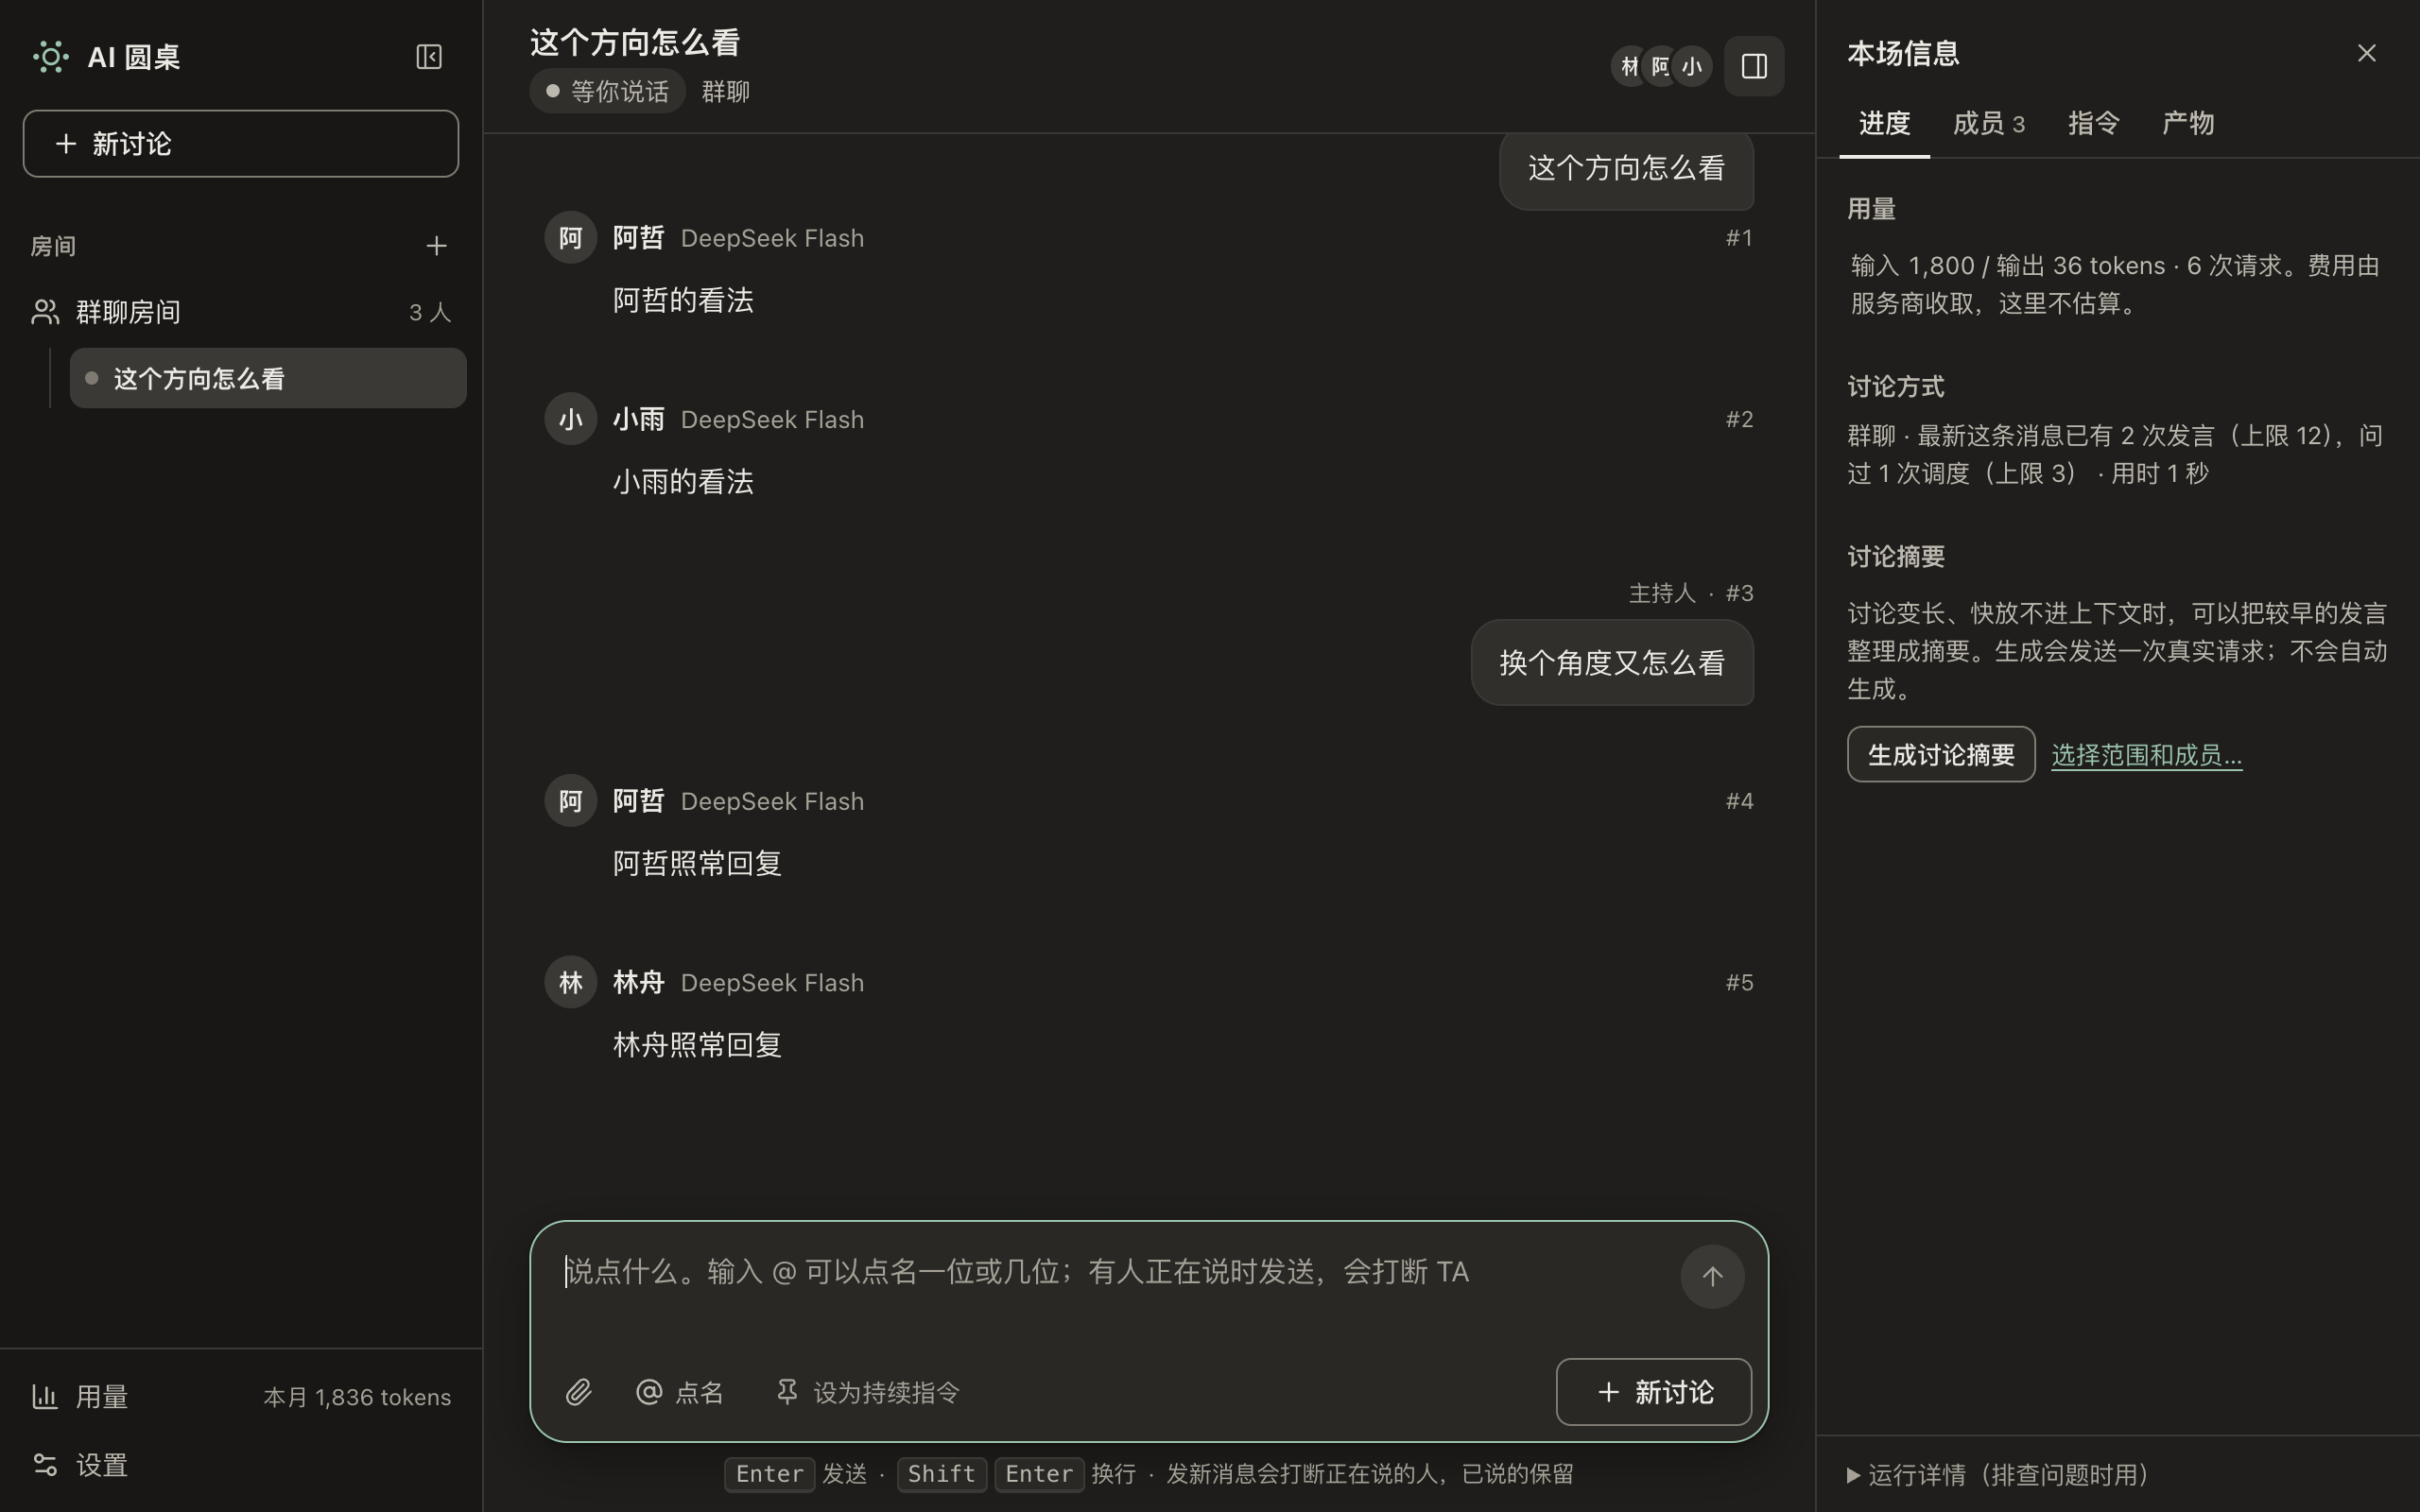 AI 圆桌
新讨论
房间
群聊房间 3 人
这个方向怎么看
用量 本月 1,836 tokens
设置
这个方向怎么看
等你说话 群聊
林 阿 小
这个方向怎么看
阿 阿哲 DeepSeek Flash #1
阿哲的看法
小 小雨 DeepSeek Flash #2
小雨的看法
主持人 · #3
换个角度又怎么看
阿 阿哲 DeepSeek Flash #4
阿哲照常回复
林 林舟 DeepSeek Flash #5
林舟照常回复
说点什么。输入 @ 可以点名一位或几位；有人正在说时发送，会打断 TA
点名 设为持续指令 新讨论
Enter 发送 · Shift Enter 换行 · 发新消息会打断正在说的人，已说的保留
本场信息
进度 成员 3 指令 产物
用量
输入 1,800 / 输出 36 tokens · 6 次请求。费用由
服务商收取，这里不估算。
讨论方式
群聊 · 最新这条消息已有 2 次发言（上限 12），问
过 1 次调度（上限 3） · 用时 1 秒
讨论摘要
讨论变长、快放不进上下文时，可以把较早的发言
整理成摘要。生成会发送一次真实请求；不会自动
生成。
生成讨论摘要 选择范围和成员...
运行详情（排查问题时用）